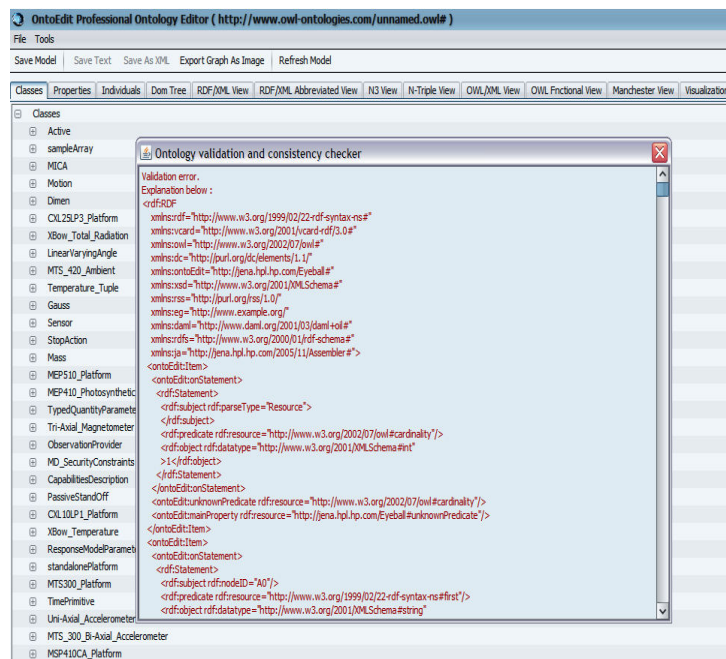 OntoEdit Professional Ontology Editor ( http://www.owl-ontologies.com/unnamed.owl# )
File Tools
Save Model Save Text Save As XML Export Graph As Image Refresh Model
Classes Properties Individuals Dom Tree RDF/XML View RDF/XML Abbreviated View N3 View N-Triple View OWL/XML View OWL Fnctional View Manchester View Visualization
Classes
Active
sampleArray
MICA
Motion
Dimen
CXL25LP3_Platform
XBow_Total_Radiation
LinearVaryingAngle
MTS_420_Ambient
Temperature_Tuple
Gauss
Sensor
StopAction
Mass
MEP510_Platform
MEP410_Photosynthetic
TypedQuantityParamete
Tri-Axial_Magnetometer
ObservationProvider
MD_SecurityConstraints
CapabilitiesDescription
PassiveStandOff
CXL10LP1_Platform
XBow_Temperature
ResponseModelParamet
standalonePlatform
MTS300_Platform
TimePrimitive
Uni-Axial_Accelerometer
MTS_300_Bi-Axial_Accelerometer
MSP410CA_Platform
Ontology validation and consistency checker
Validation error.
Explanation below :
<rdf:RDF
xmlns:rdf="http://www.w3.org/1999/02/22-rdf-syntax-ns#"
xmlns:vcard="http://www.w3.org/2001/vcard-rdf/3.0#"
xmlns:owl="http://www.w3.org/2002/07/owl#"
xmlns:dc="http://purl.org/dc/elements/1.1/"
xmlns:ontoEdit="http://jena.hpl.hp.com/Eyeball#"
xmlns:xsd="http://www.w3.org/2001/XMLSchema#"
xmlns:rss="http://purl.org/rss/1.0/"
xmlns:eg="http://www.example.org/"
xmlns:daml="http://www.daml.org/2001/03/daml+oil#"
xmlns:rdfs="http://www.w3.org/2000/01/rdf-schema#"
xmlns:ja="http://jena.hpl.hp.com/2005/11/Assembler#">
<ontoEdit:Item>
<ontoEdit:onStatement>
<rdf:Statement>
<rdf:subject rdf:parseType="Resource">
</rdf:subject>
<rdf:predicate rdf:resource="http://www.w3.org/2002/07/owl#cardinality"/>
<rdf:object rdf:datatype="http://www.w3.org/2001/XMLSchema#int"
>1</rdf:object>
</rdf:Statement>
</ontoEdit:onStatement>
<ontoEdit:unknownPredicate rdf:resource="http://www.w3.org/2002/07/owl#cardinality"/>
<ontoEdit:mainProperty rdf:resource="http://jena.hpl.hp.com/Eyeball#unknownPredicate"/>
</ontoEdit:Item>
<ontoEdit:Item>
<ontoEdit:onStatement>
<rdf:Statement>
<rdf:subject rdf:nodeID="A0"/>
<rdf:predicate rdf:resource="http://www.w3.org/1999/02/22-rdf-syntax-ns#first"/>
<rdf:object rdf:datatype="http://www.w3.org/2001/XMLSchema#string"